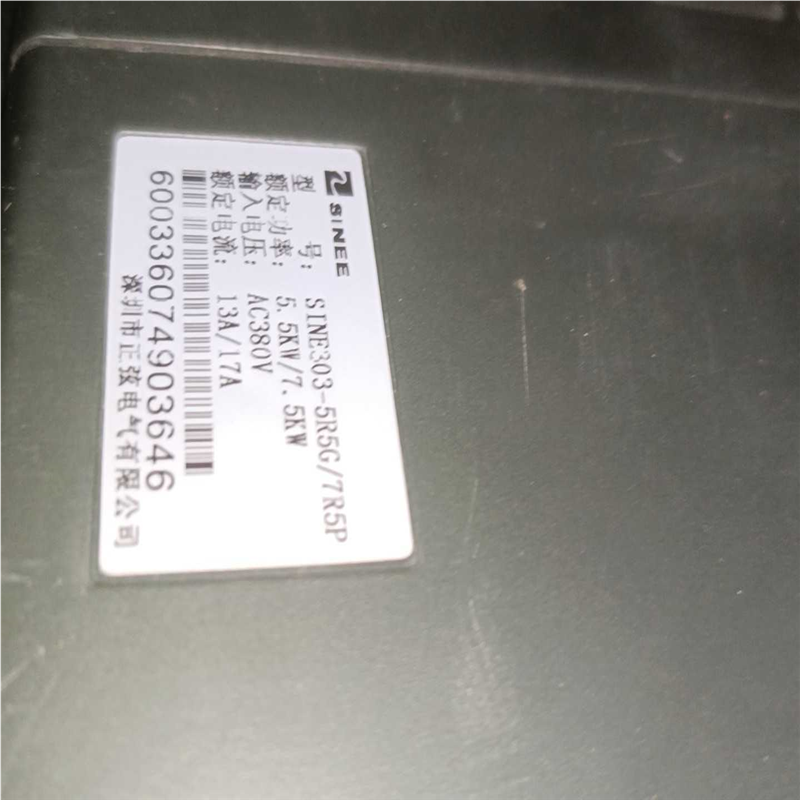 SINEE
型 号: SINE303-5R5G/7R5P
额定功率: 5.5KW/7.5KW
输入电压: AC380V
额定电流: 13A/17A
600336074903646
深圳市正弦电气有限公司